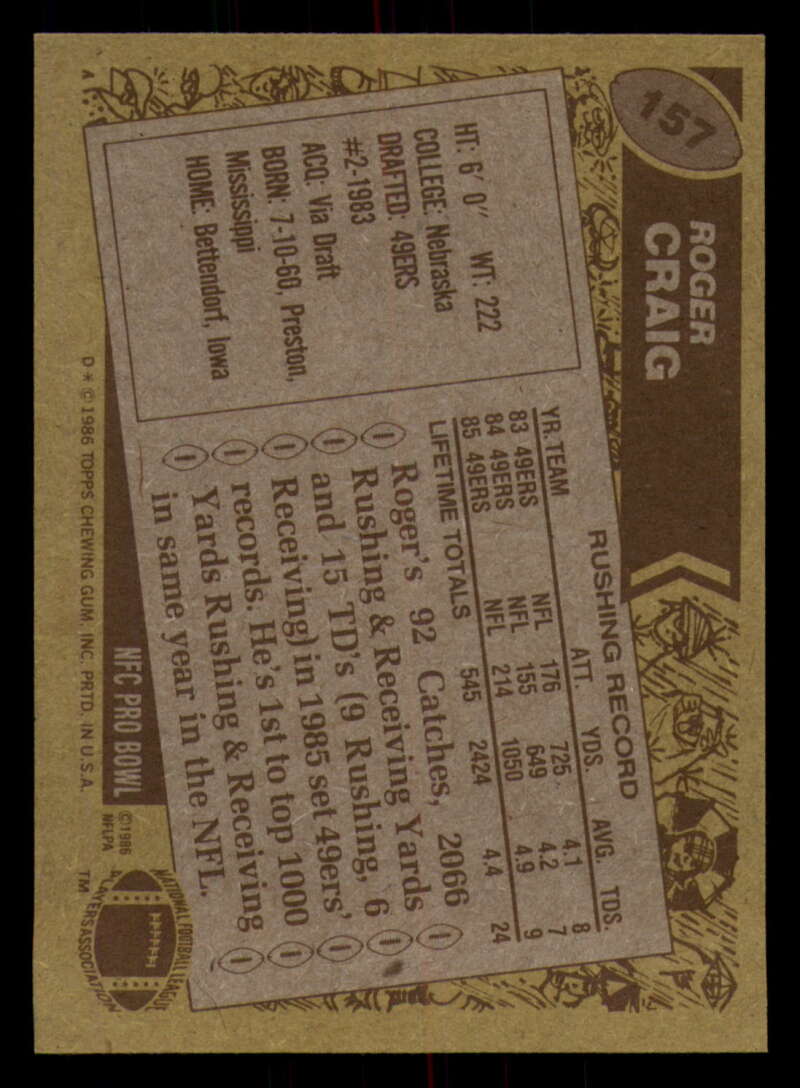 157
ROGER
CRAIG
HT: 6' 0" WT: 222
COLLEGE: Nebraska
DRAFTED: 49ERS
#2-1983
ACQ: Via Draft
BORN: 7-10-60, Preston,
Mississippi
HOME: Bettendorf, Iowa
RUSHING RECORD
YR. TEAM ATT. YDS. AVG. TDS.
83 49ERS NFL 176 725 4.1 8
84 49ERS NFL 155 649 4.2 7
85 49ERS NFL 214 1050 4.9 9
LIFETIME TOTALS 545 2424 4.4 24
Roger's 92 Catches, 2066
Rushing & Receiving Yards
and 15 TD's (9 Rushing, 6
Receiving) in 1985 set 49ers'
records. He's 1st to top 1000
Yards Rushing & Receiving
in same year in the NFL.
NFC PRO BOWL
©1986
NFLPA
NATIONAL FOOTBALL LEAGUE
PLAYERS ASSOCIATION
TM
A
D*©1986 TOPPS CHEWING GUM, INC. PRTD. IN U.S.A.